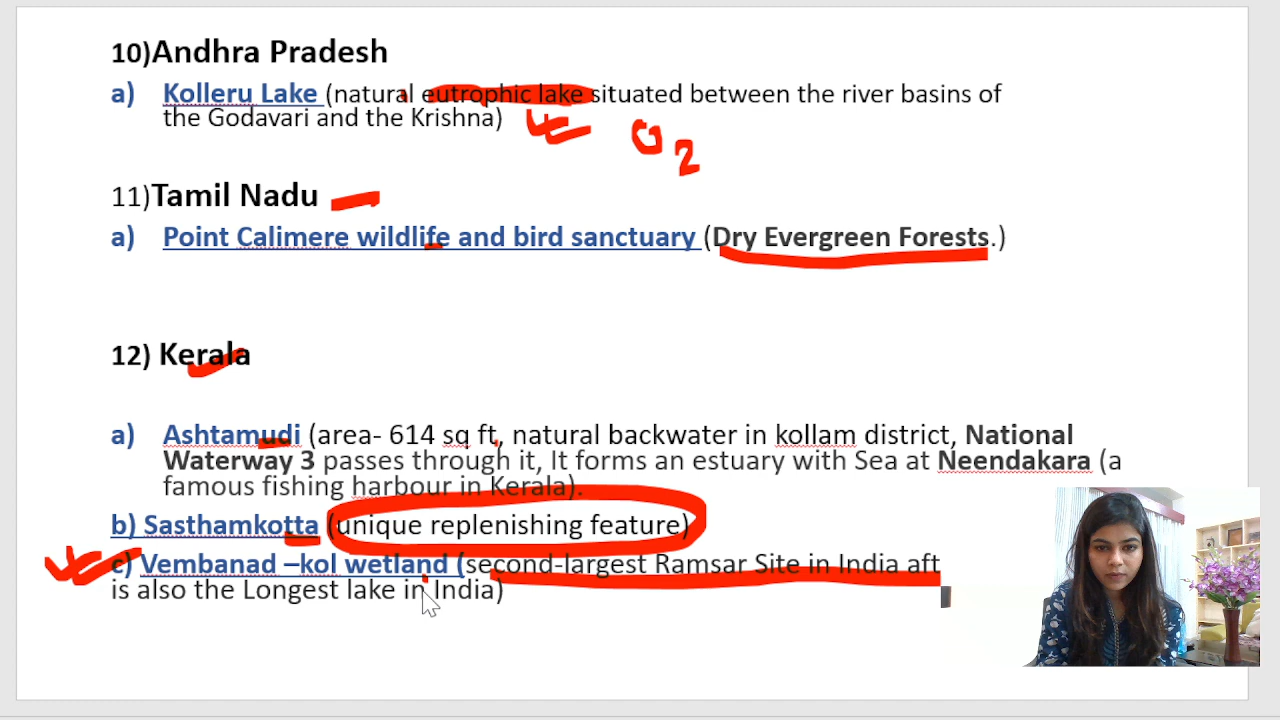 10)Andhra Pradesh
a) Kolleru Lake (natural eutrophic lake situated between the river basins of
the Godavari and the Krishna)
O2
11)Tamil Nadu
a) Point Calimere wildlife and bird sanctuary (Dry Evergreen Forests.)
12) Kerala
a) Ashtamudi (area- 614 sq ft, natural backwater in kollam district, National
Waterway 3 passes through it, It forms an estuary with Sea at Neendakara (a
famous fishing harbour in Kerala).
b) Sasthamkotta (unique replenishing feature)
c) Vembanad –kol wetland (second-largest Ramsar Site in India aft
is also the Longest lake in India)